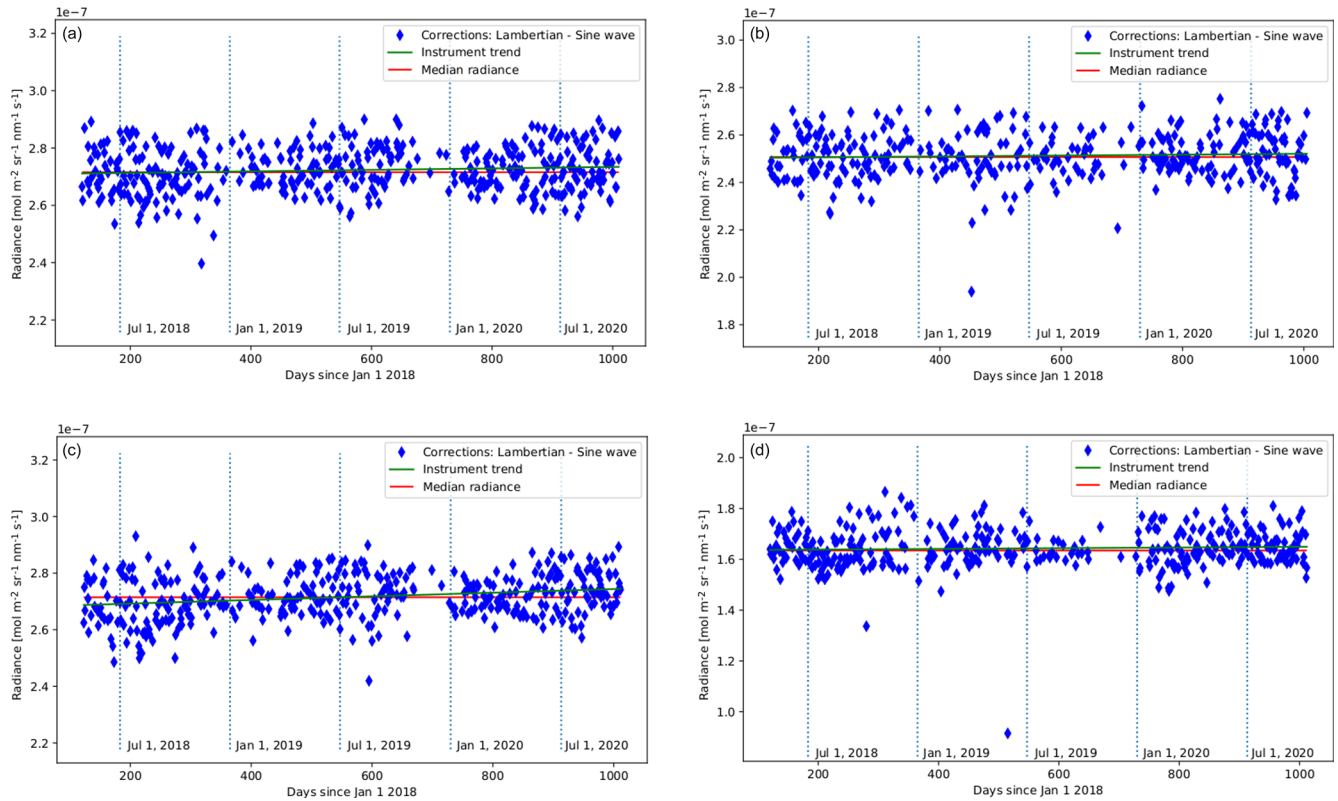 1e−7
(a)
Corrections: Lambertian - Sine wave
Instrument trend
Median radiance
3.2
3.0
2.8
2.6
2.4
2.2
Radiance [mol m⁻² sr⁻¹ nm⁻¹ s⁻¹]
Jul 1, 2018 Jan 1, 2019 Jul 1, 2019 Jan 1, 2020 Jul 1, 2020
200 400 600 800 1000
Days since Jan 1 2018
1e−7
(b)
Corrections: Lambertian - Sine wave
Instrument trend
Median radiance
3.0
2.8
2.6
2.4
2.2
2.0
1.8
Radiance [mol m⁻² sr⁻¹ nm⁻¹ s⁻¹]
Jul 1, 2018 Jan 1, 2019 Jul 1, 2019 Jan 1, 2020 Jul 1, 2020
200 400 600 800 1000
Days since Jan 1 2018
1e−7
(c)
Corrections: Lambertian - Sine wave
Instrument trend
Median radiance
3.2
3.0
2.8
2.6
2.4
2.2
Radiance [mol m⁻² sr⁻¹ nm⁻¹ s⁻¹]
Jul 1, 2018 Jan 1, 2019 Jul 1, 2019 Jan 1, 2020 Jul 1, 2020
200 400 600 800 1000
Days since Jan 1 2018
1e−7
(d)
Corrections: Lambertian - Sine wave
Instrument trend
Median radiance
2.0
1.8
1.6
1.4
1.2
1.0
Radiance [mol m⁻² sr⁻¹ nm⁻¹ s⁻¹]
Jul 1, 2018 Jan 1, 2019 Jul 1, 2019 Jan 1, 2020 Jul 1, 2020
200 400 600 800 1000
Days since Jan 1 2018